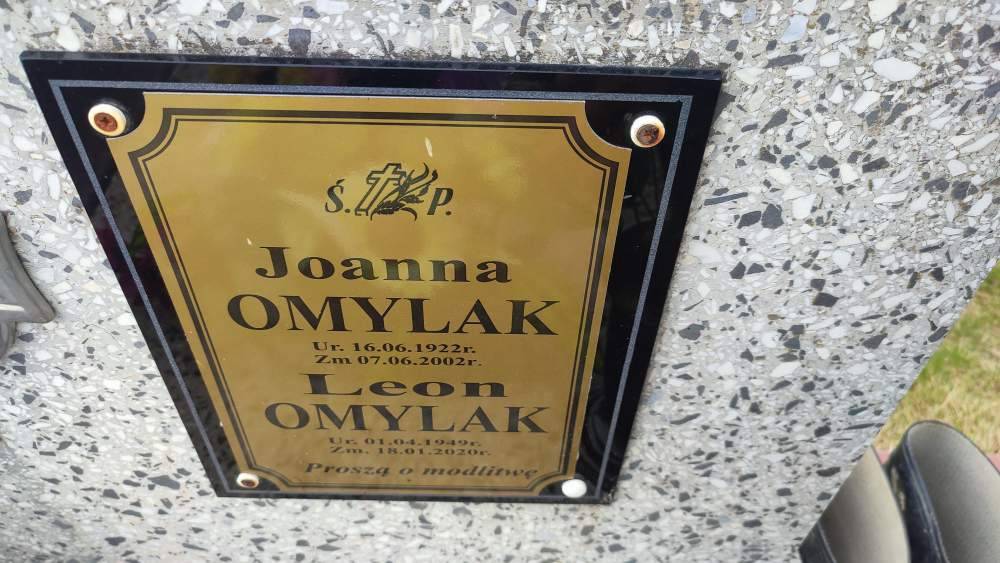 Ś. P.
Joanna
OMYLAK
Ur. 16.06.1922r.
Zm 07.06.2002r.
Leon
OMYLAK
Ur. 01.04.1949r.
Zm. 18.01.2020r.
Proszą o modlitwę